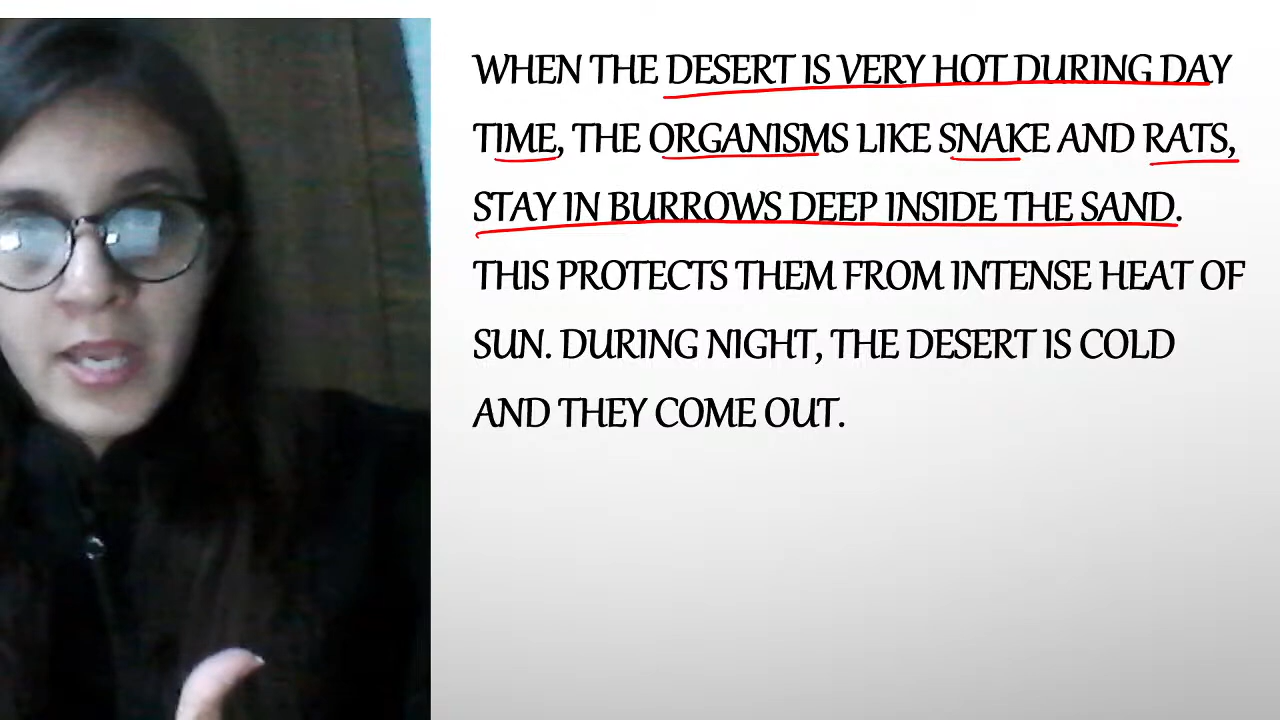 WHEN THE DESERT IS VERY HOT DURING DAY
TIME, THE ORGANISMS LIKE SNAKE AND RATS,
STAY IN BURROWS DEEP INSIDE THE SAND.
THIS PROTECTS THEM FROM INTENSE HEAT OF
SUN. DURING NIGHT, THE DESERT IS COLD
AND THEY COME OUT.